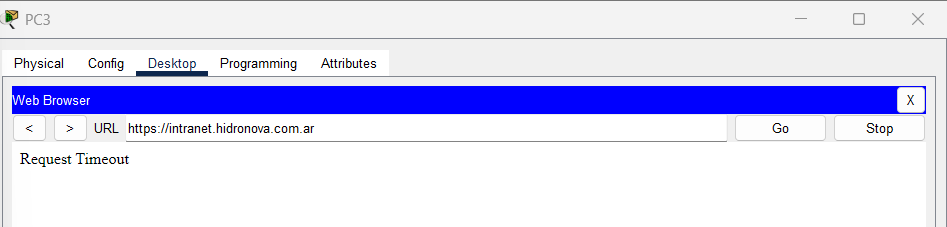 PC3
Physical Config Desktop Programming Attributes
Web Browser X
< > URL https://intranet.hidronova.com.ar Go Stop
Request Timeout